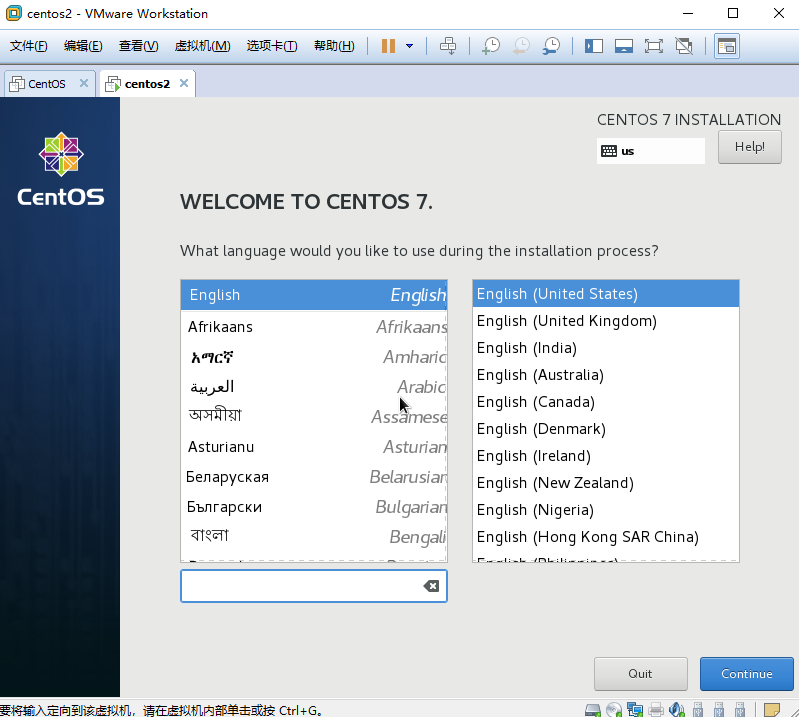 centos2 - VMware Workstation
文件(F) 编辑(E) 查看(V) 虚拟机(M) 选项卡(T) 帮助(H)
CentOS centos2
CENTOS 7 INSTALLATION
us Help!
CentOS
WELCOME TO CENTOS 7.
What language would you like to use during the installation process?
English English
Afrikaans Afrikaans
አማርኛ Amharic
العربية Arabic
অসমীয়া Assamese
Asturianu Asturian
Беларуская Belarusian
Български Bulgarian
বাংলা Bengali
English (United States)
English (United Kingdom)
English (India)
English (Australia)
English (Canada)
English (Denmark)
English (Ireland)
English (New Zealand)
English (Nigeria)
English (Hong Kong SAR China)
English (Philippines)
Quit Continue
要将输入定向到该虚拟机，请在虚拟机内部单击或按 Ctrl+G。